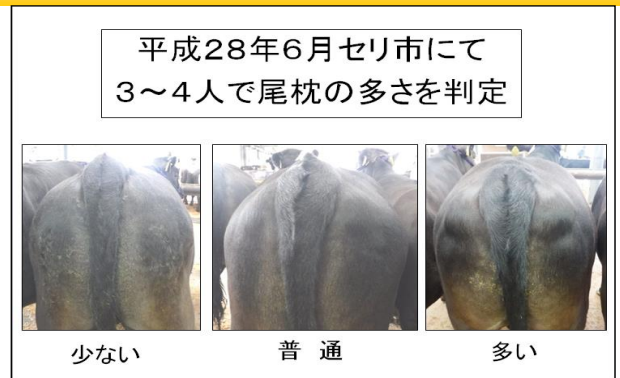 平成28年6月セリ市にて
3～4人で尾枕の多さを判定
少ない
普 通
多い